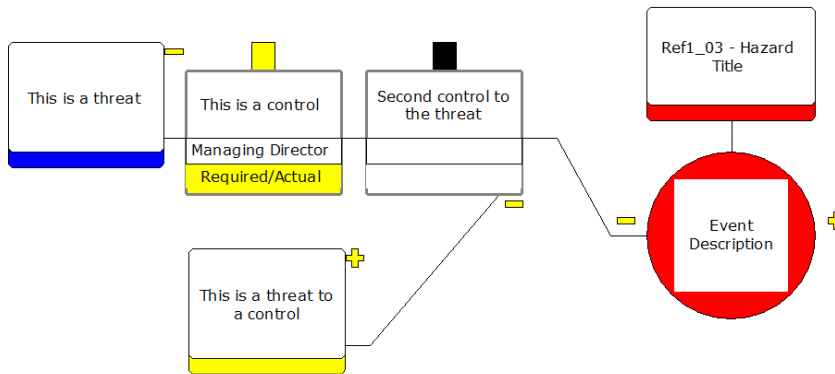 Ref1_03 - Hazard
Title
This is a threat
This is a control
Managing Director
Required/Actual
Second control to
the threat
Event
Description
This is a threat to
a control